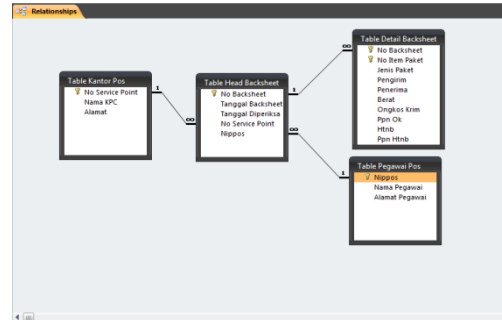 Relationships
Table Kantor Pos
No Service Point
Nama KPC
Alamat
1
∞
Table Head Backsheet
No Backsheet
Tanggal Backsheet
Tanggal Diperiksa
No Service Point
Nippos
1
∞
∞
1
Table Detail Backsheet
No Backsheet
No Item Paket
Jenis Paket
Pengirim
Penerima
Berat
Ongkos Krim
Ppn Ok
Htnb
Ppn Htnb
Table Pegawai Pos
Nippos
Nama Pegawai
Alamat Pegawai